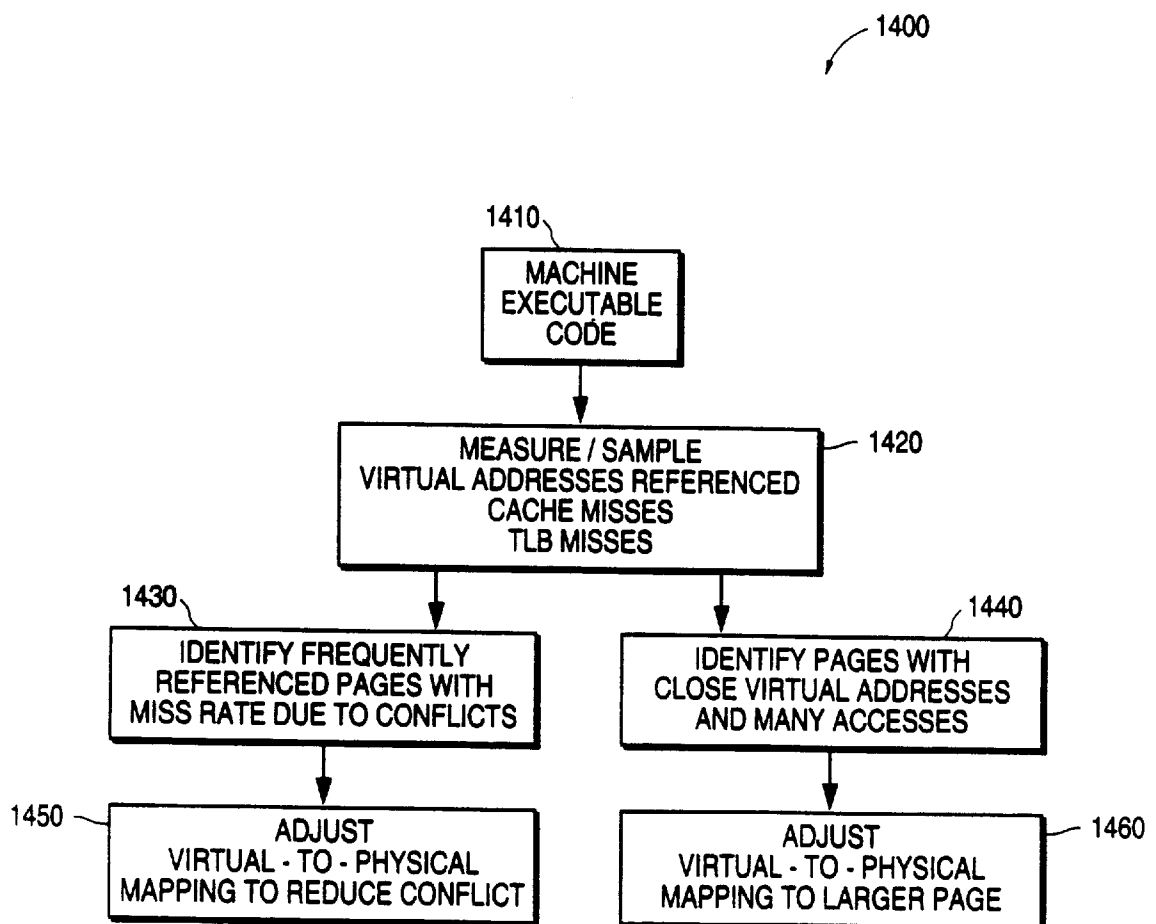 1400
1410
MACHINE
EXECUTABLE
CODE
MEASURE / SAMPLE
VIRTUAL ADDRESSES REFERENCED
CACHE MISSES
TLB MISSES
1420
1430
IDENTIFY FREQUENTLY
REFERENCED PAGES WITH
MISS RATE DUE TO CONFLICTS
1440
IDENTIFY PAGES WITH
CLOSE VIRTUAL ADDRESSES
AND MANY ACCESSES
1450
ADJUST
VIRTUAL - TO - PHYSICAL
MAPPING TO REDUCE CONFLICT
ADJUST
VIRTUAL - TO - PHYSICAL
MAPPING TO LARGER PAGE
1460